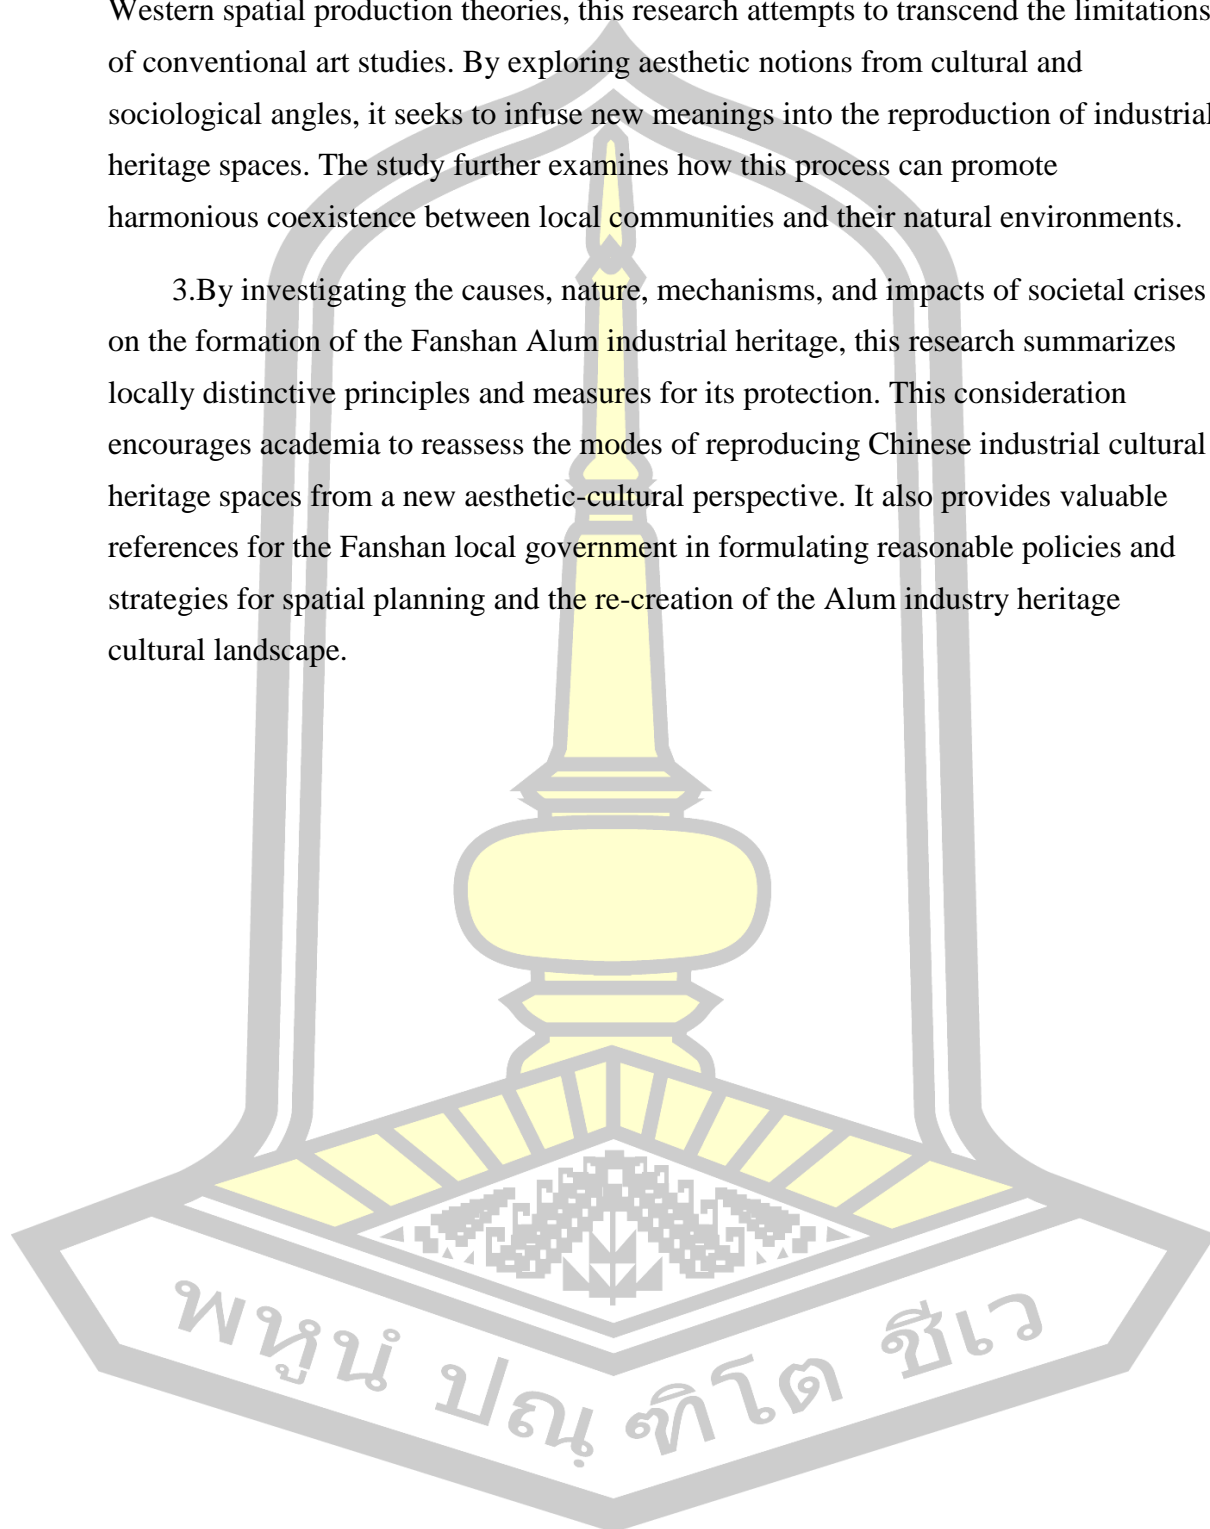 Western spatial production theories, this research attempts to transcend the limitations
of conventional art studies. By exploring aesthetic notions from cultural and
sociological angles, it seeks to infuse new meanings into the reproduction of industrial
heritage spaces. The study further examines how this process can promote
harmonious coexistence between local communities and their natural environments.
3.By investigating the causes, nature, mechanisms, and impacts of societal crises
on the formation of the Fanshan Alum industrial heritage, this research summarizes
locally distinctive principles and measures for its protection. This consideration
encourages academia to reassess the modes of reproducing Chinese industrial cultural
heritage spaces from a new aesthetic-cultural perspective. It also provides valuable
references for the Fanshan local government in formulating reasonable policies and
strategies for spatial planning and the re-creation of the Alum industry heritage
cultural landscape.
พหูนํ ปณฺฑิโต ชีเว